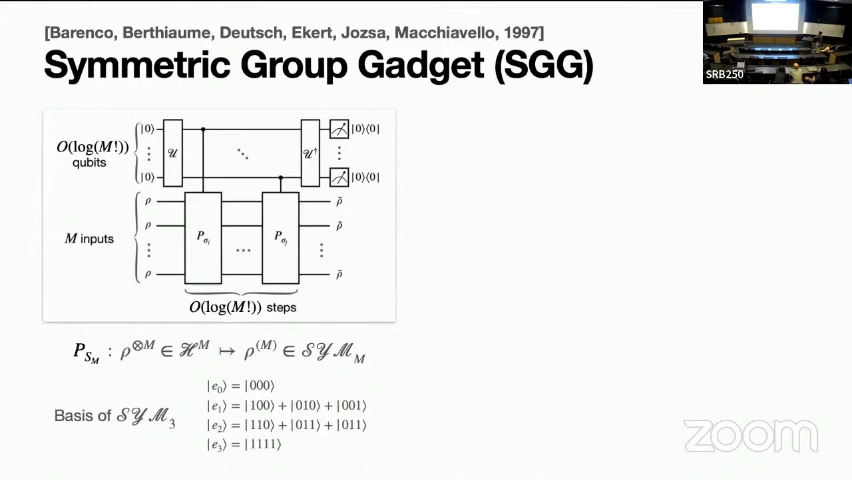 [Barenco, Berthiaume, Deutsch, Ekert, Jozsa, Macchiavello, 1997]
Symmetric Group Gadget (SGG)
SRB250
O(log(M!))
qubits
|0⟩ 𝒰 𝒰† |0⟩⟨0|
⋮ ⋱ ⋮
|0⟩ |0⟩⟨0|
M inputs
ρ ρ̃
ρ P_{σ_i} P_{σ_j} ρ̃
⋮ ⋯ ⋮
ρ ρ̃
O(log(M!)) steps
P_{S_M} : ρ^{⊗M} ∈ ℋ^M ↦ ρ^{(M)} ∈ 𝒮𝒴ℳ_M
Basis of 𝒮𝒴ℳ_3
|e_0⟩ = |000⟩
|e_1⟩ = |100⟩ + |010⟩ + |001⟩
|e_2⟩ = |110⟩ + |011⟩ + |011⟩
|e_3⟩ = |1111⟩
zoom